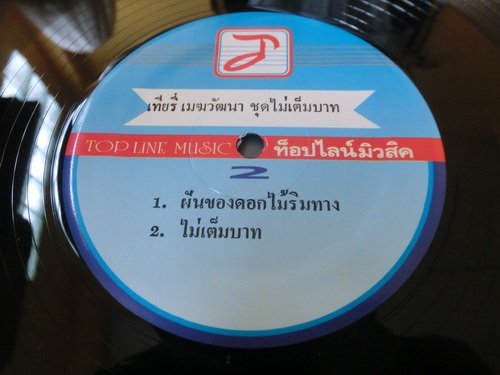 เทียรี่ เมฆวัฒนา ชุดไม่เต็มบาท
TOP LINE MUSIC ท็อปไลน์มิวสิค
2
1. ฝันของดอกไม้ริมทาง
2. ไม่เต็มบาท